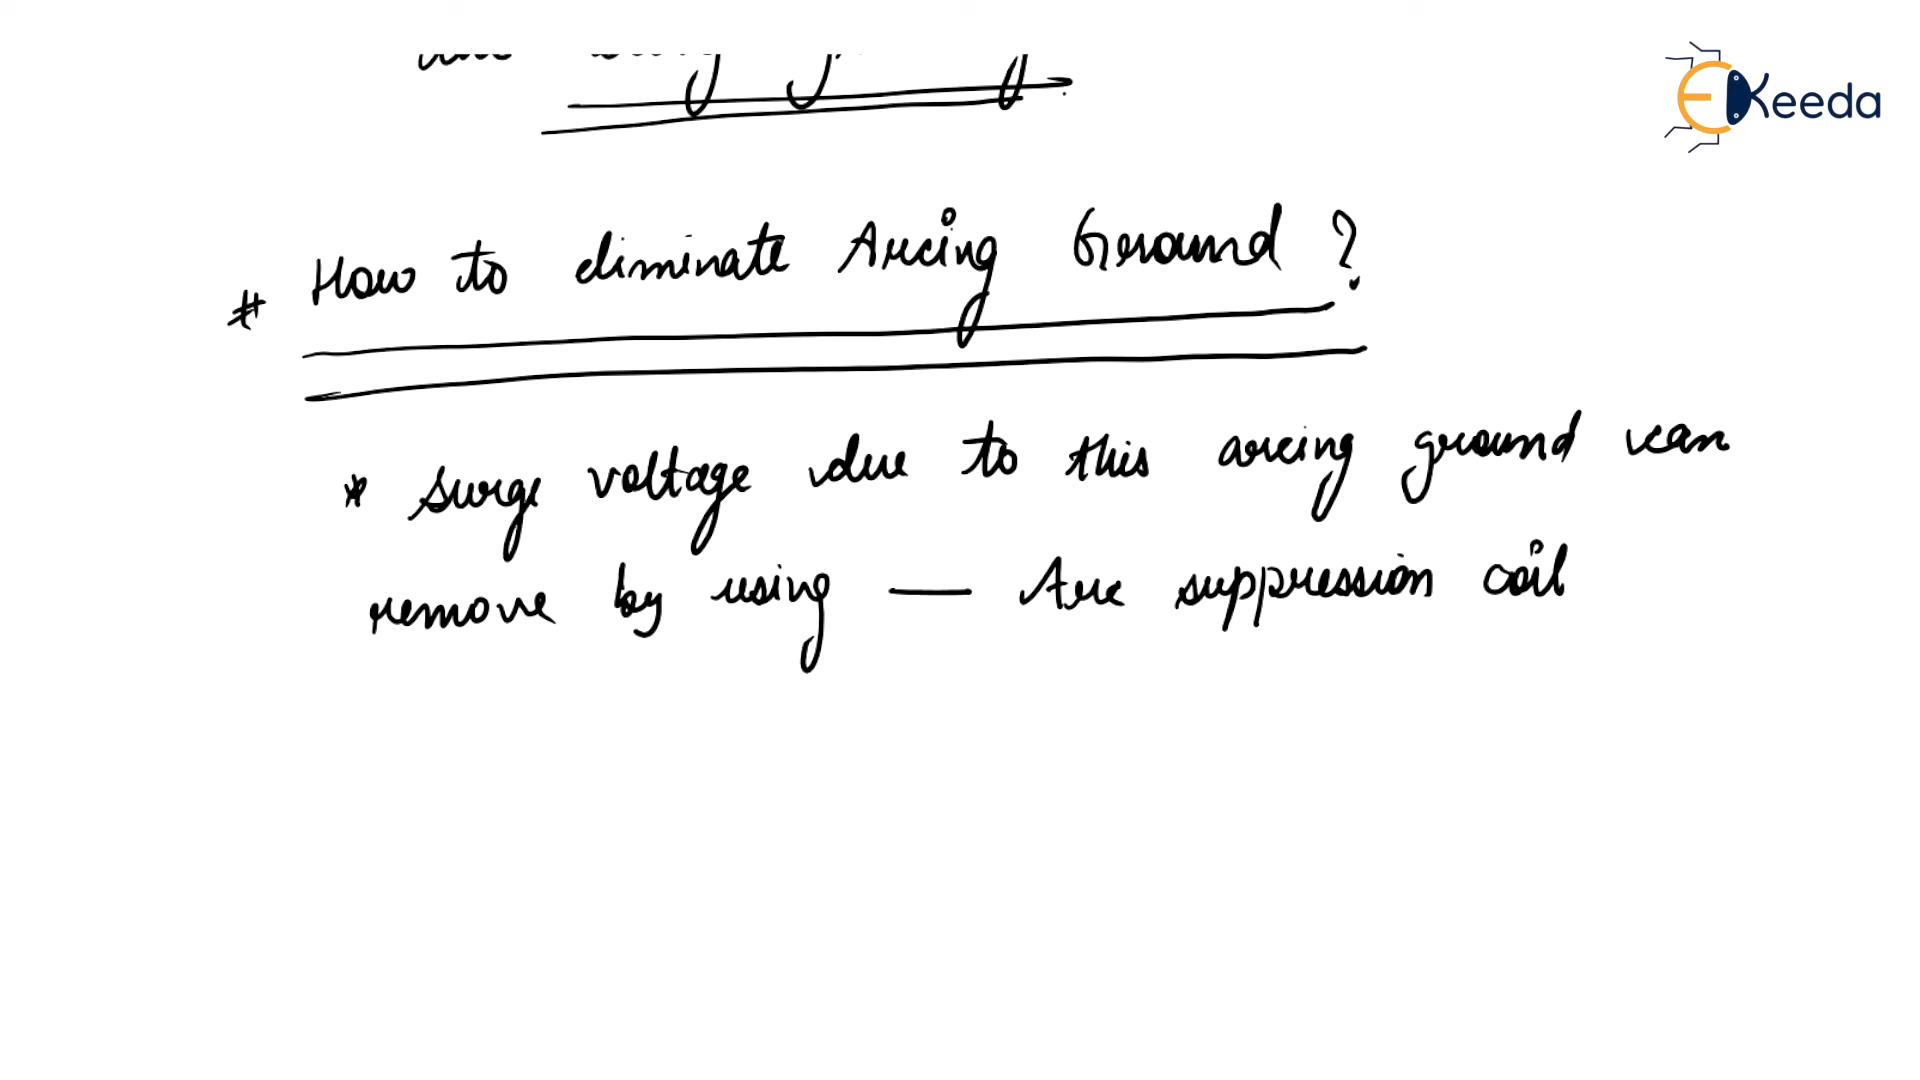 EKeeda
# How to eliminate Arcing Ground ?
* surge voltage due to this arcing ground can
remove by using — Arc suppression coil